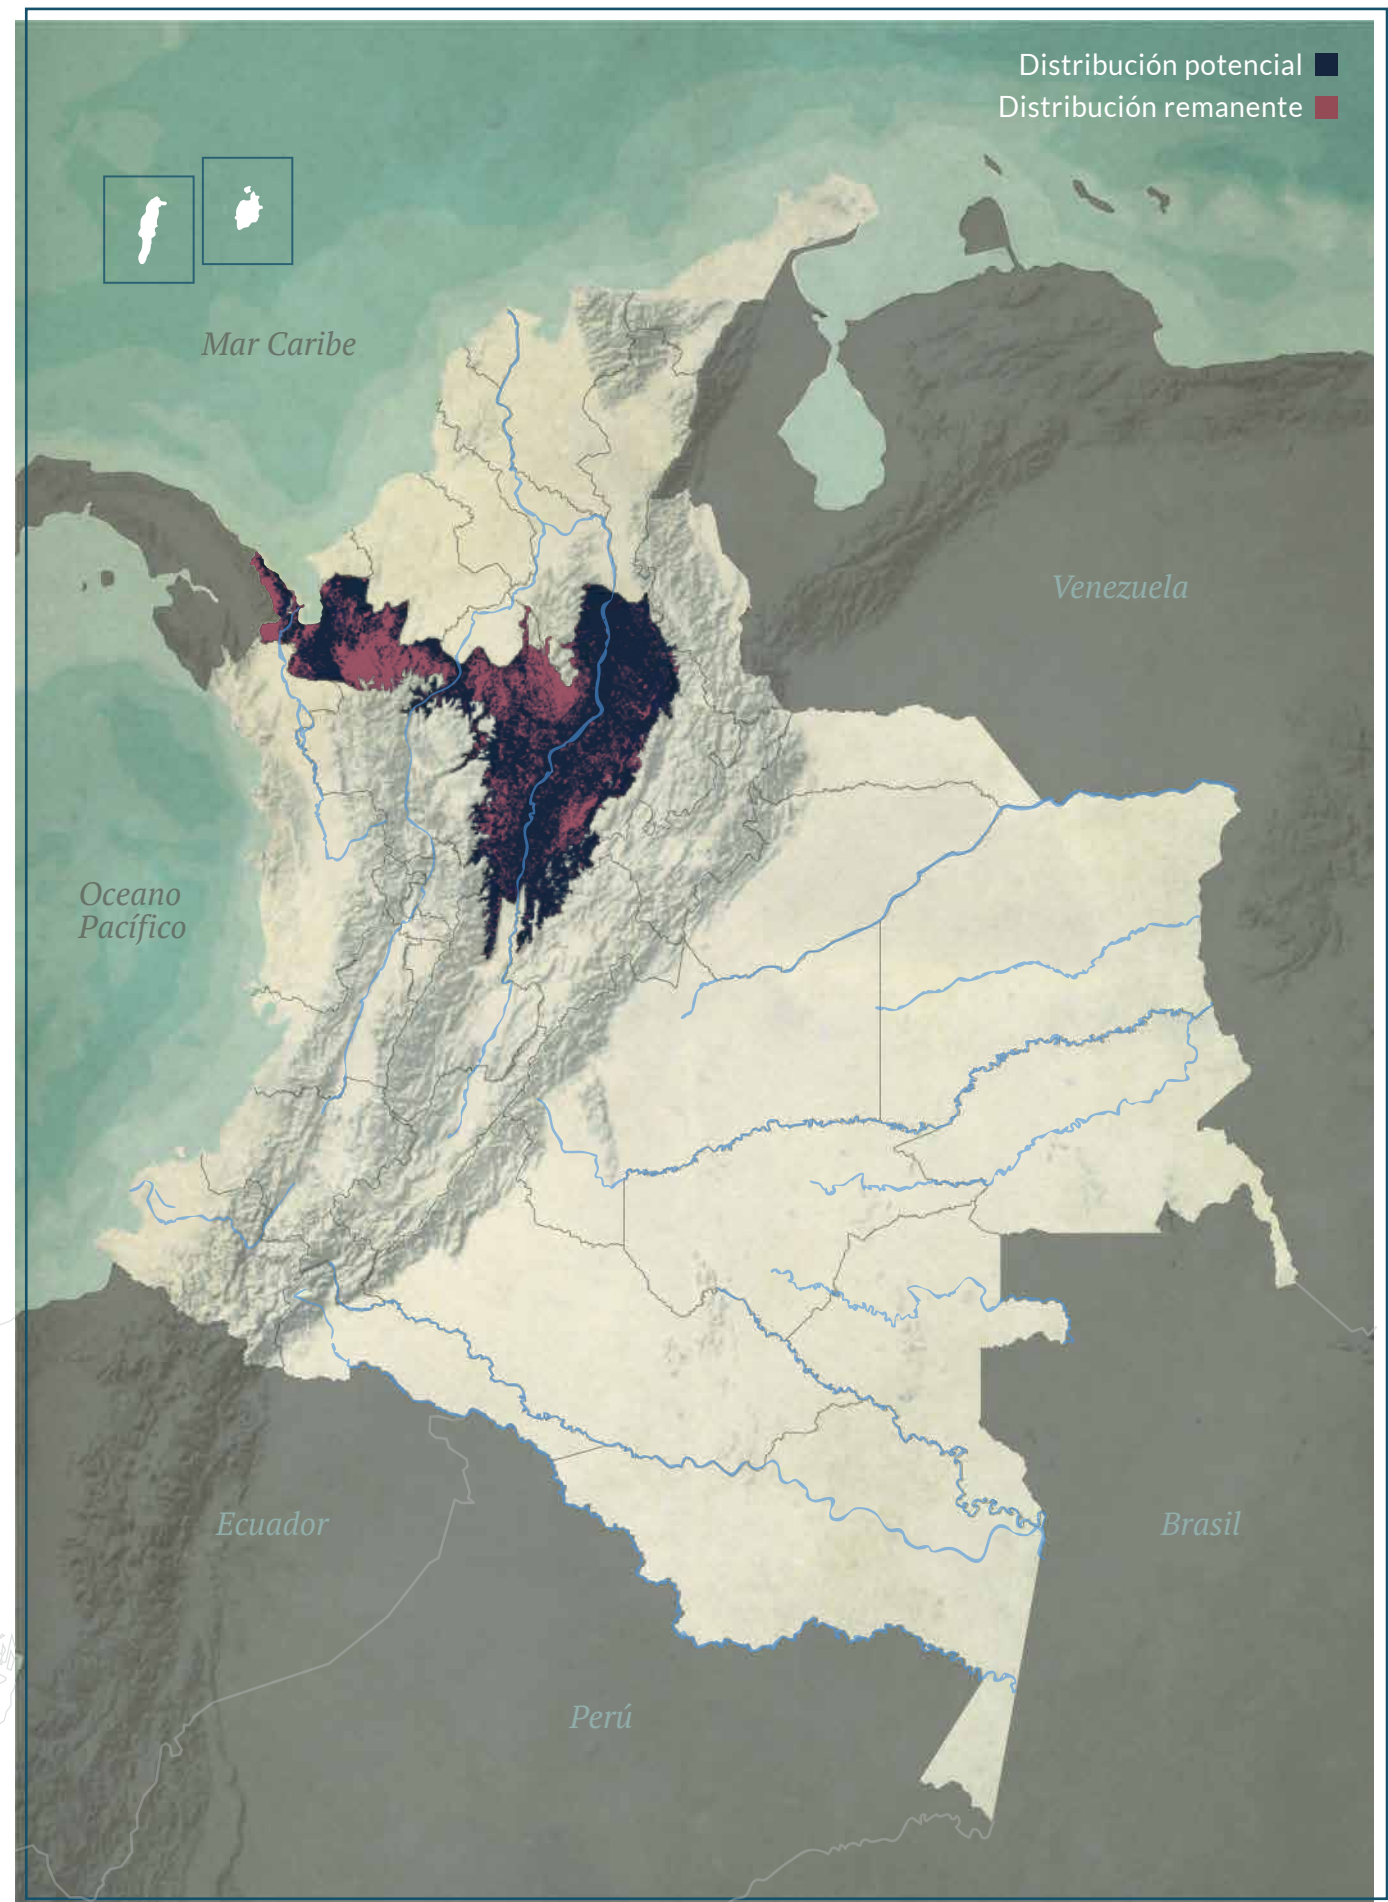 Distribución potencial
Distribución remanente
Mar Caribe
Venezuela
Oceano
Pacífico
Ecuador
Brasil
Perú